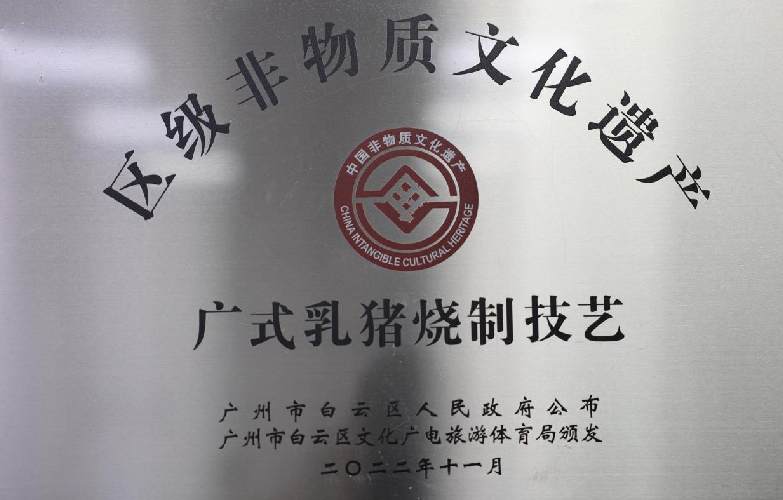 区级非物质文化遗产
中国非物质文化遗产
CHINA INTANGIBLE CULTURAL HERITAGE
广式乳猪烧制技艺
广州市白云区人民政府公布
广州市白云区文化广电旅游体育局颁发
二〇二二年十一月